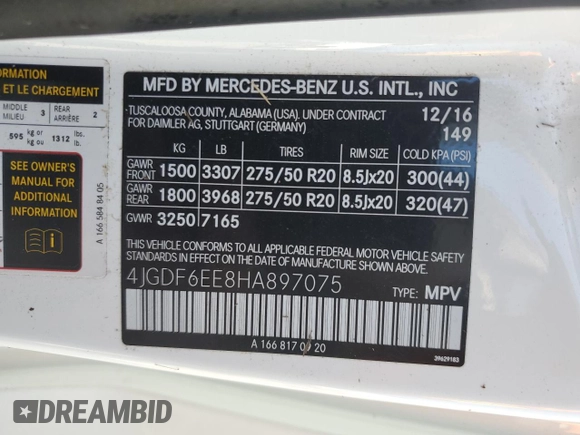 ORMATION
ET LE CHARGEMENT
MIDDLE
MILIEU 3 REAR
ARRIÈRE 2
595 kg or
kg ou 1312 lbs.
lb.
SEE OWNER'S
MANUAL FOR
ADDITIONAL
INFORMATION
A 166 584 84 05
MFD BY MERCEDES-BENZ U.S. INTL., INC
TUSCALOOSA COUNTY, ALABAMA (USA). UNDER CONTRACT
FOR DAIMLER AG, STUTTGART (GERMANY)
12/16
149
KG LB TIRES RIM SIZE COLD KPA (PSI)
GAWR
FRONT 1500 3307 275/50 R20 8.5Jx20 300(44)
GAWR
REAR 1800 3968 275/50 R20 8.5Jx20 320(47)
GVWR 3250 7165
THIS VEHICLE CONFORMS TO ALL APPLICABLE FEDERAL MOTOR VEHICLE SAFETY
STANDARDS IN EFFECT ON THE DATE OF MANUFACTURE SHOWN ABOVE.
4JGDF6EE8HA897075
TYPE: MPV
A 166 817 0 20
39629183
DREAMBID